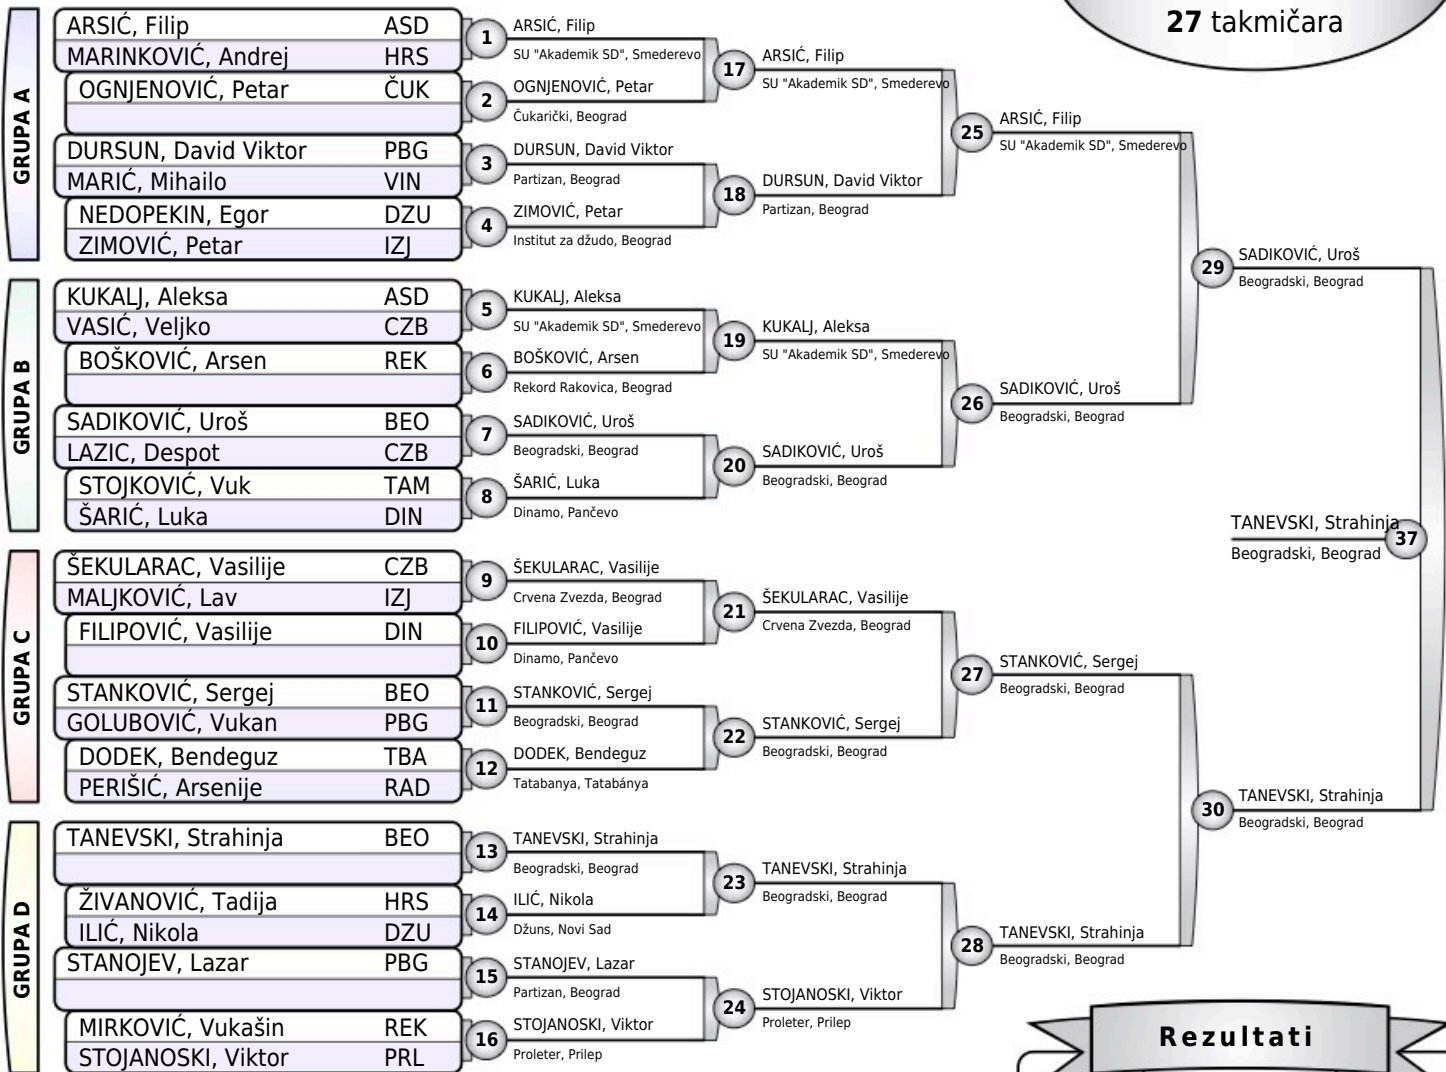 27 takmičara
GRUPA A
ARSIĆ, Filip ASD
MARINKOVIĆ, Andrej HRS
OGNJENOVIĆ, Petar ČUK
DURSUN, David Viktor PBG
MARIĆ, Mihailo VIN
NEDOPEKIN, Egor DZU
ZIMOVIĆ, Petar IZJ
GRUPA B
KUKALJ, Aleksa ASD
VASIĆ, Veljko CZB
BOŠKOVIĆ, Arsen REK
SADIKOVIĆ, Uroš BEO
LAZIC, Despot CZB
STOJKOVIĆ, Vuk TAM
ŠARIĆ, Luka DIN
GRUPA C
ŠEKULARAC, Vasilije CZB
MALJKOVIĆ, Lav IZJ
FILIPOVIĆ, Vasilije DIN
STANKOVIĆ, Sergej BEO
GOLUBOVIĆ, Vukan PBG
DODEK, Bendeguz TBA
PERIŠIĆ, Arsenije RAD
GRUPA D
TANEVSKI, Strahinja BEO
ŽIVANOVIĆ, Tadija HRS
ILIĆ, Nikola DZU
STANOJEV, Lazar PBG
MIRKOVIĆ, Vukašin REK
STOJANOSKI, Viktor PRL
1
ARSIĆ, Filip
SU "Akademik SD", Smederevo
2
OGNJENOVIĆ, Petar
Čukarički, Beograd
3
DURSUN, David Viktor
Partizan, Beograd
4
ZIMOVIĆ, Petar
Institut za džudo, Beograd
5
KUKALJ, Aleksa
SU "Akademik SD", Smederevo
6
BOŠKOVIĆ, Arsen
Rekord Rakovica, Beograd
7
SADIKOVIĆ, Uroš
Beogradski, Beograd
8
ŠARIĆ, Luka
Dinamo, Pančevo
9
ŠEKULARAC, Vasilije
Crvena Zvezda, Beograd
10
FILIPOVIĆ, Vasilije
Dinamo, Pančevo
11
STANKOVIĆ, Sergej
Beogradski, Beograd
12
DODEK, Bendeguz
Tatabanya, Tatabánya
13
TANEVSKI, Strahinja
Beogradski, Beograd
14
ILIĆ, Nikola
Džuns, Novi Sad
15
STANOJEV, Lazar
Partizan, Beograd
16
STOJANOSKI, Viktor
Proleter, Prilep
17
ARSIĆ, Filip
SU "Akademik SD", Smederevo
18
DURSUN, David Viktor
Partizan, Beograd
19
KUKALJ, Aleksa
SU "Akademik SD", Smederevo
20
SADIKOVIĆ, Uroš
Beogradski, Beograd
21
ŠEKULARAC, Vasilije
Crvena Zvezda, Beograd
22
STANKOVIĆ, Sergej
Beogradski, Beograd
23
TANEVSKI, Strahinja
Beogradski, Beograd
24
STOJANOSKI, Viktor
Proleter, Prilep
25
ARSIĆ, Filip
SU "Akademik SD", Smederevo
26
SADIKOVIĆ, Uroš
Beogradski, Beograd
27
STANKOVIĆ, Sergej
Beogradski, Beograd
28
TANEVSKI, Strahinja
Beogradski, Beograd
29
SADIKOVIĆ, Uroš
Beogradski, Beograd
30
TANEVSKI, Strahinja
Beogradski, Beograd
TANEVSKI, Strahinja
Beogradski, Beograd
37
Rezultati